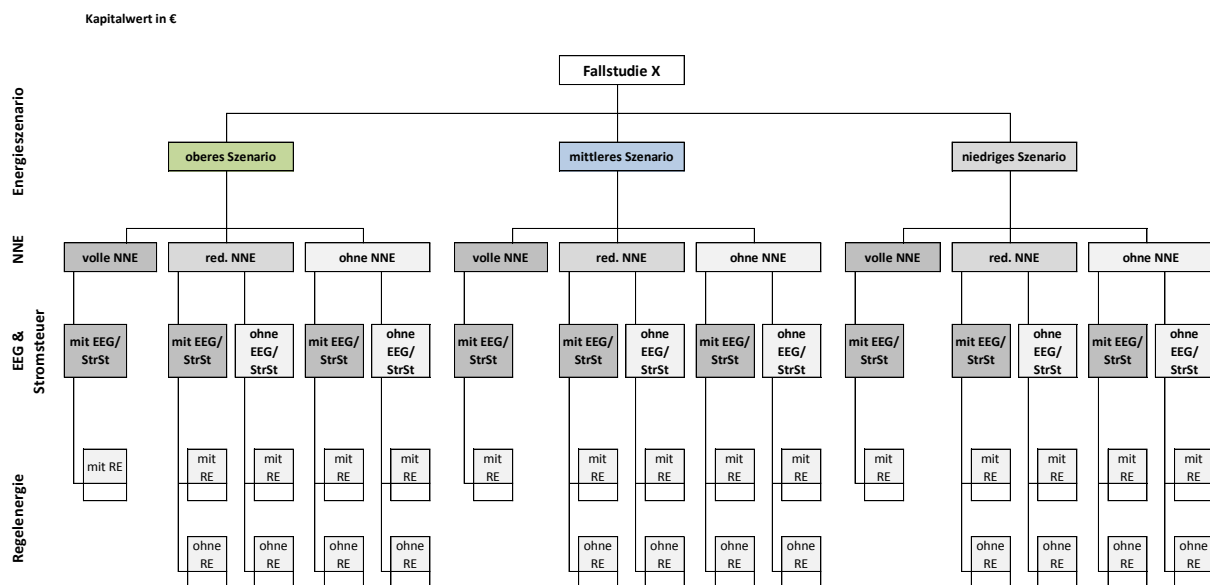 Kapitalwert in €
Fallstudie X
Energieszenario
oberes Szenario mittleres Szenario niedriges Szenario
NNE
volle NNE red. NNE ohne NNE volle NNE red. NNE ohne NNE volle NNE red. NNE ohne NNE
EEG &
Stromsteuer
mit EEG/
StrSt
mit EEG/
StrSt
ohne
EEG/
StrSt
mit EEG/
StrSt
ohne
EEG/
StrSt
mit EEG/
StrSt
mit EEG/
StrSt
ohne
EEG/
StrSt
mit EEG/
StrSt
ohne
EEG/
StrSt
mit EEG/
StrSt
mit EEG/
StrSt
ohne
EEG/
StrSt
mit EEG/
StrSt
ohne
EEG/
StrSt
Regelenergie
mit RE
mit
RE
mit
RE
mit
RE
mit
RE
mit
RE
mit
RE
mit
RE
mit
RE
mit
RE
mit
RE
mit
RE
mit
RE
mit
RE
mit
RE
ohne
RE
ohne
RE
ohne
RE
ohne
RE
ohne
RE
ohne
RE
ohne
RE
ohne
RE
ohne
RE
ohne
RE
ohne
RE
ohne
RE